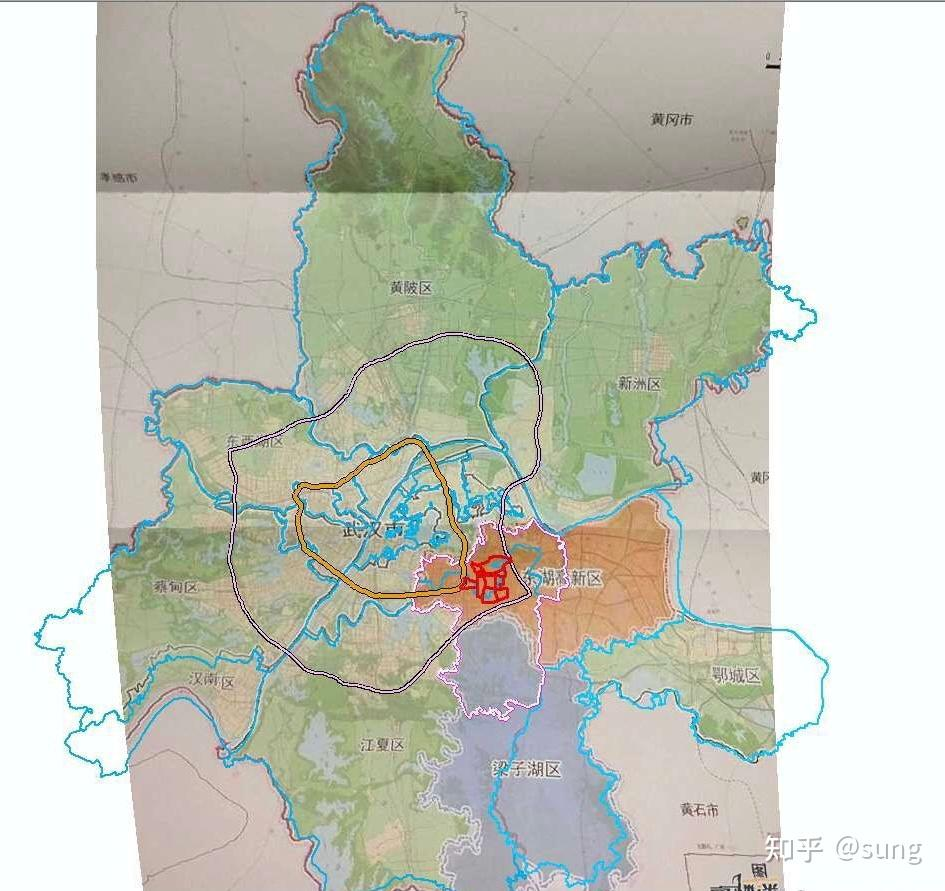 黄冈市
孝感市
黄陂区
新洲区
东西湖区
黄冈
武汉市
东湖高新区
蔡甸区
汉南区
鄂城区
江夏区
梁子湖区
黄石市
知乎 @sung
图